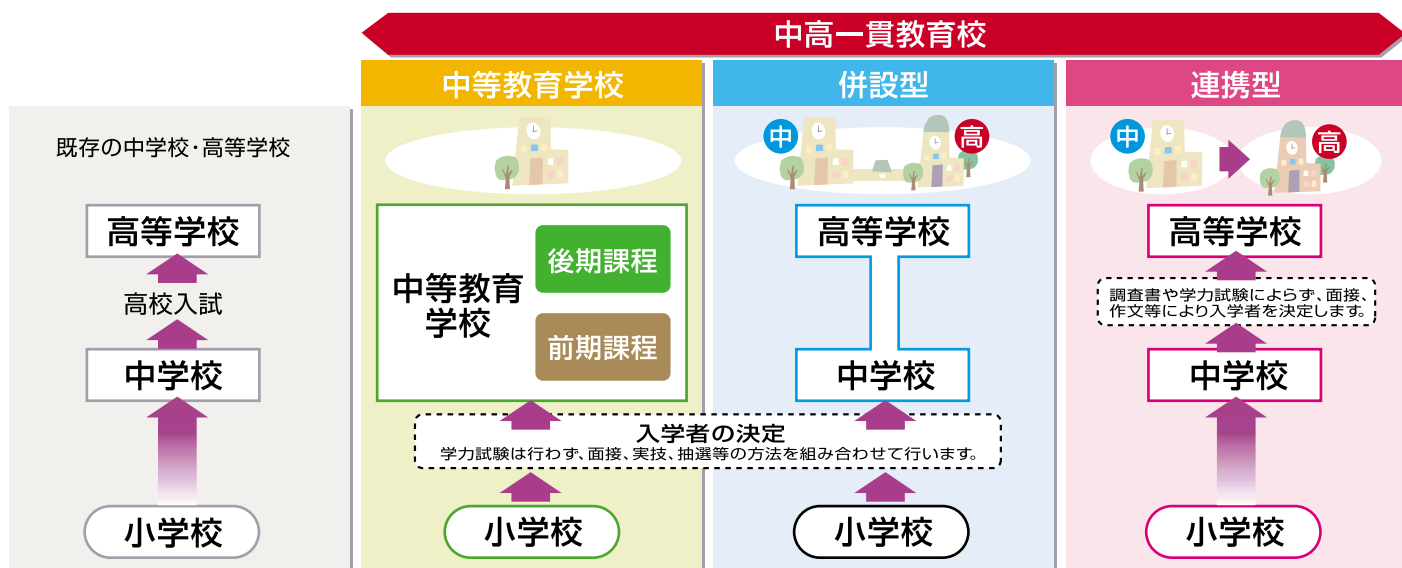 中高一貫教育校
既存の中学校・高等学校
高等学校
高校入試
中学校
小学校
中等教育学校
中等教育
学校
後期課程
前期課程
併設型
中
高
高等学校
中学校
入学者の決定
学力試験は行わず、面接、実技、抽選等の方法を組み合わせて行います。
小学校
小学校
連携型
中
高
高等学校
調査書や学力試験によらず、面接、
作文等により入学者を決定します。
中学校
小学校